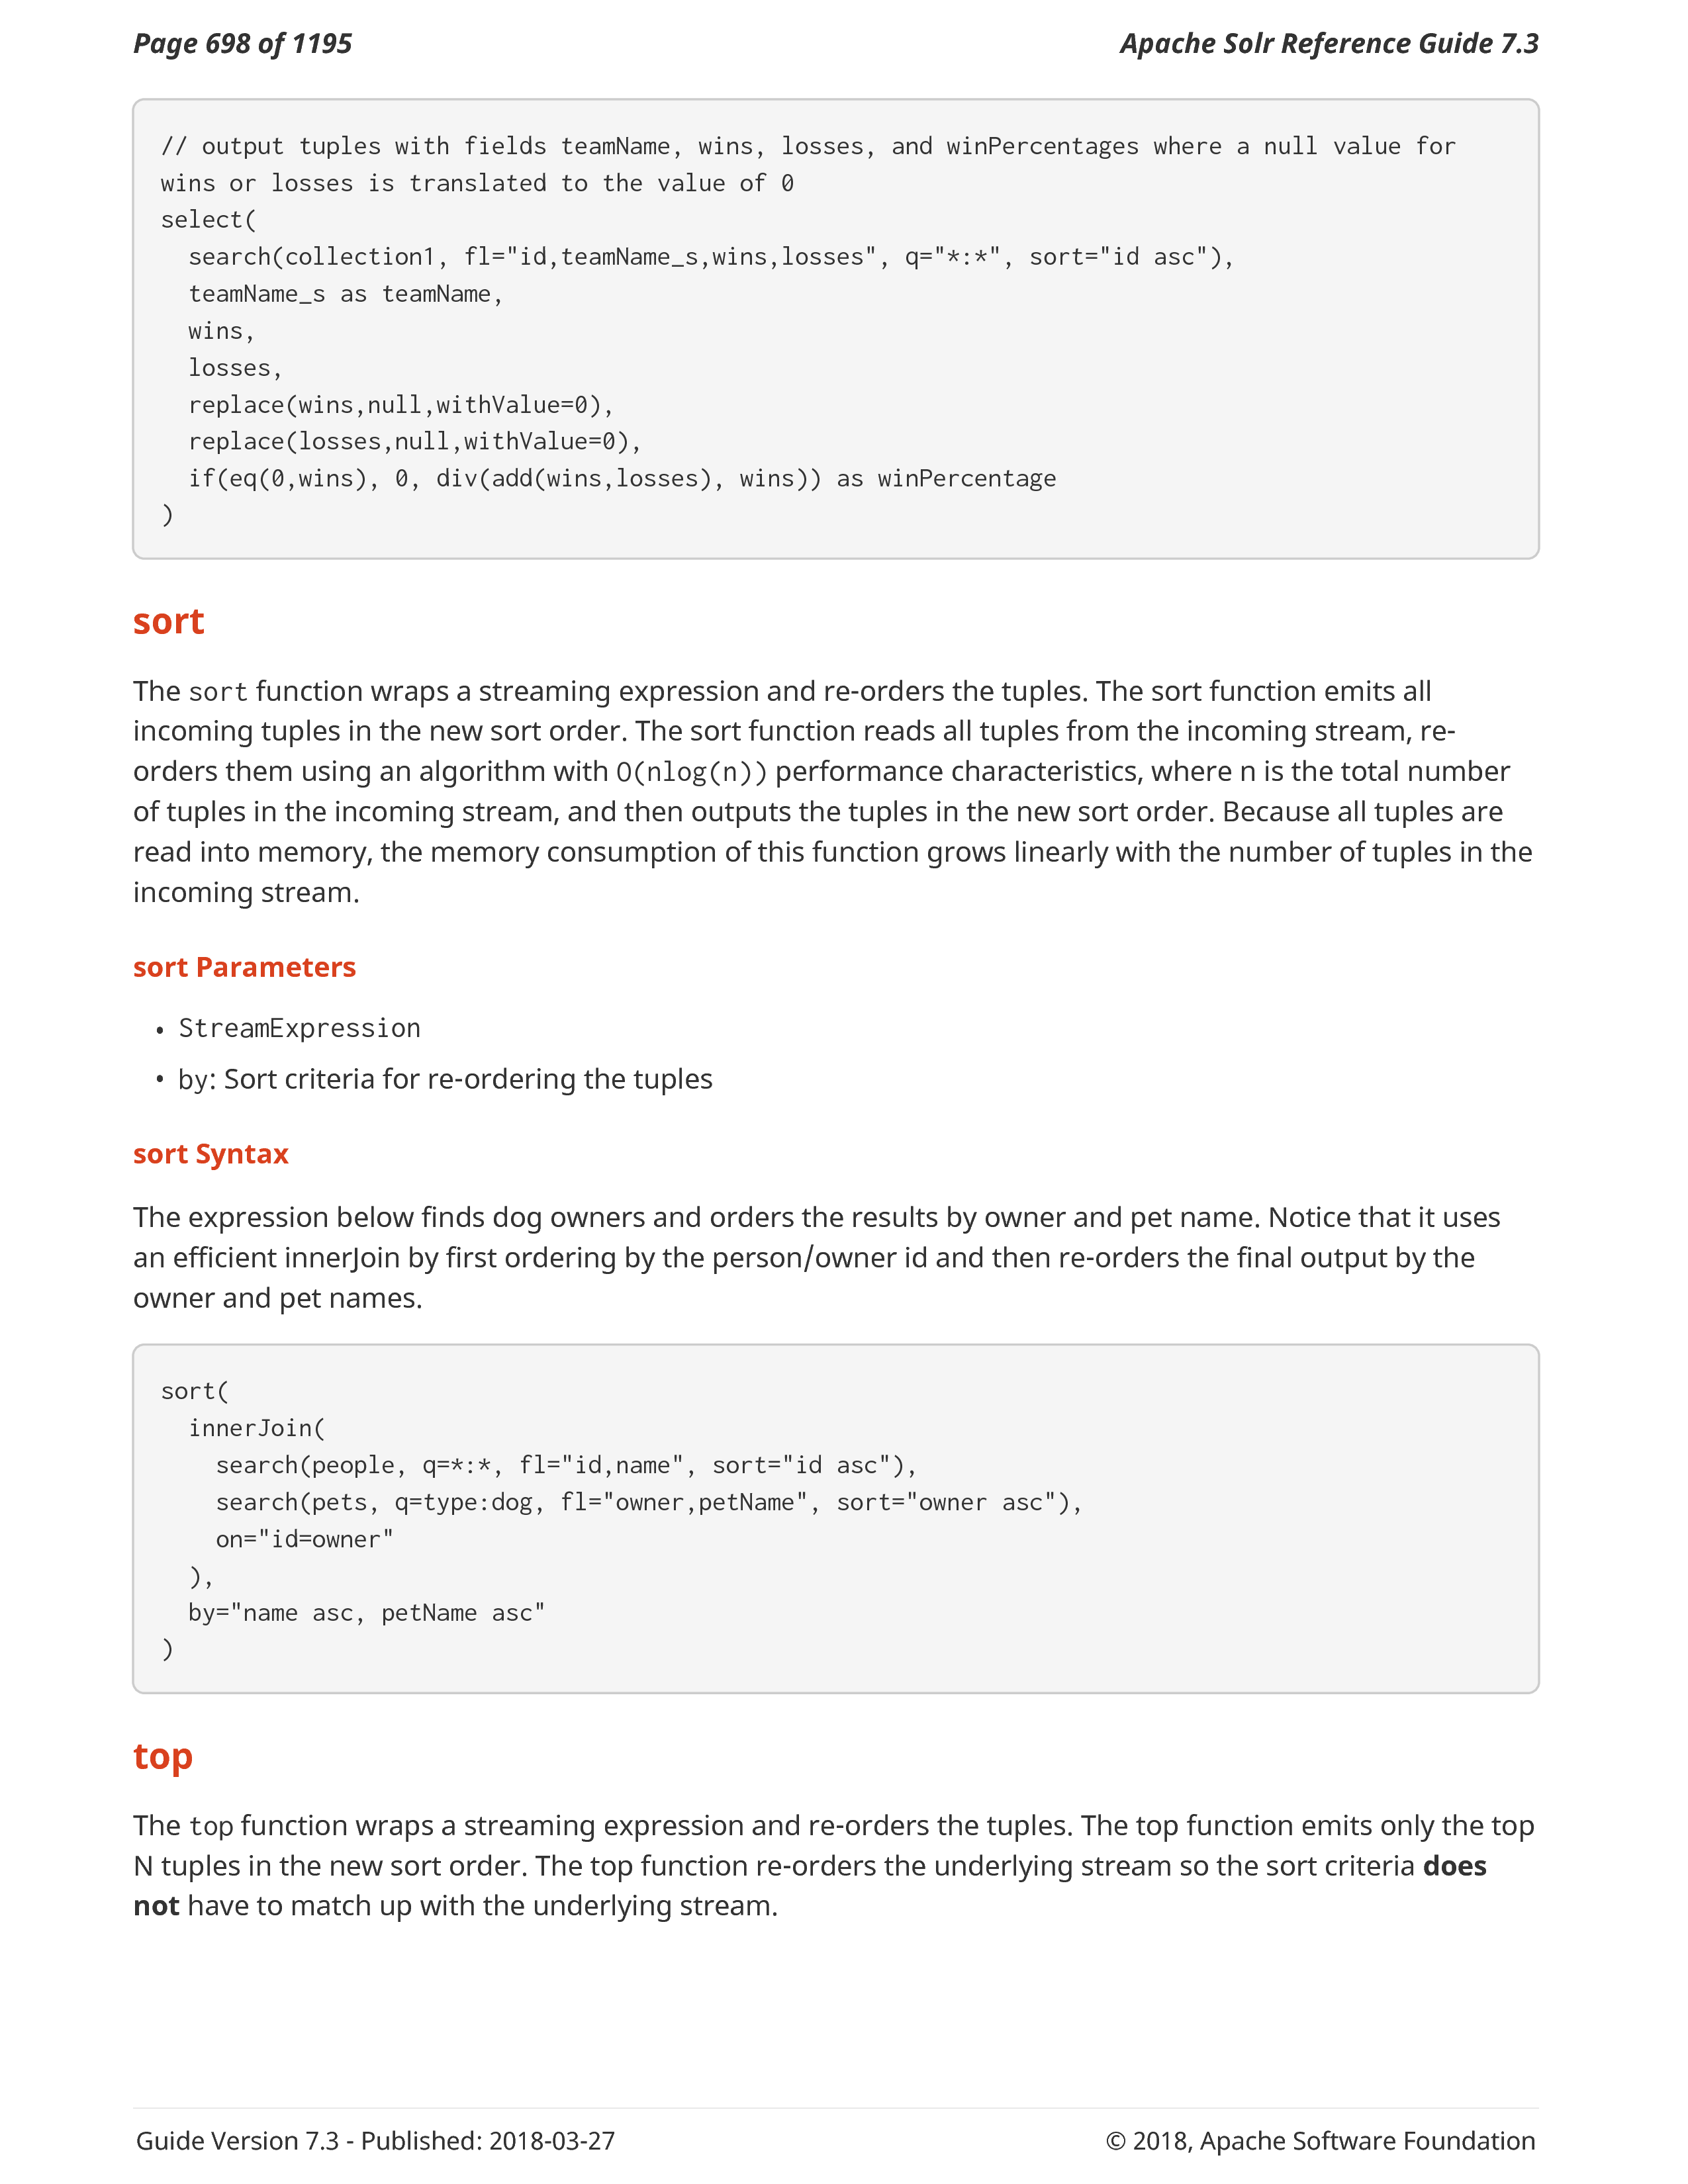 Page 698 of 1195
Apache Solr Reference Guide 7.3
// output tuples with fields teamName, wins, losses, and winPercentages where a null value for
wins or losses is translated to the value of 0
select(
  search(collection1, fl="id,teamName_s,wins,losses", q="*:*", sort="id asc"),
  teamName_s as teamName,
  wins,
  losses,
  replace(wins,null,withValue=0),
  replace(losses,null,withValue=0),
  if(eq(0,wins), 0, div(add(wins,losses), wins)) as winPercentage
)
sort
The sort function wraps a streaming expression and re-orders the tuples. The sort function emits all
incoming tuples in the new sort order. The sort function reads all tuples from the incoming stream, re-
orders them using an algorithm with O(nlog(n)) performance characteristics, where n is the total number
of tuples in the incoming stream, and then outputs the tuples in the new sort order. Because all tuples are
read into memory, the memory consumption of this function grows linearly with the number of tuples in the
incoming stream.
sort Parameters
• StreamExpression
• by: Sort criteria for re-ordering the tuples
sort Syntax
The expression below finds dog owners and orders the results by owner and pet name. Notice that it uses
an efficient innerJoin by first ordering by the person/owner id and then re-orders the final output by the
owner and pet names.
sort(
  innerJoin(
    search(people, q=*:*, fl="id,name", sort="id asc"),
    search(pets, q=type:dog, fl="owner,petName", sort="owner asc"),
    on="id=owner"
  ),
  by="name asc, petName asc"
)
top
The top function wraps a streaming expression and re-orders the tuples. The top function emits only the top
N tuples in the new sort order. The top function re-orders the underlying stream so the sort criteria does
not have to match up with the underlying stream.
Guide Version 7.3 - Published: 2018-03-27
© 2018, Apache Software Foundation